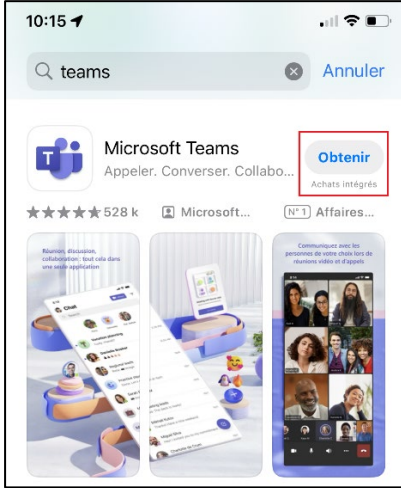 10:15
teams
Annuler
Microsoft Teams
Appeler. Converser. Collabo...
Obtenir
Achats intégrés
528 k
Microsoft...
N° 1 Affaires...
Réunion, discussion,
collaboration : tout cela dans
une seule application
Chat
Communiquez avec les
personnes de votre choix lors de
réunions vidéo et d'appels